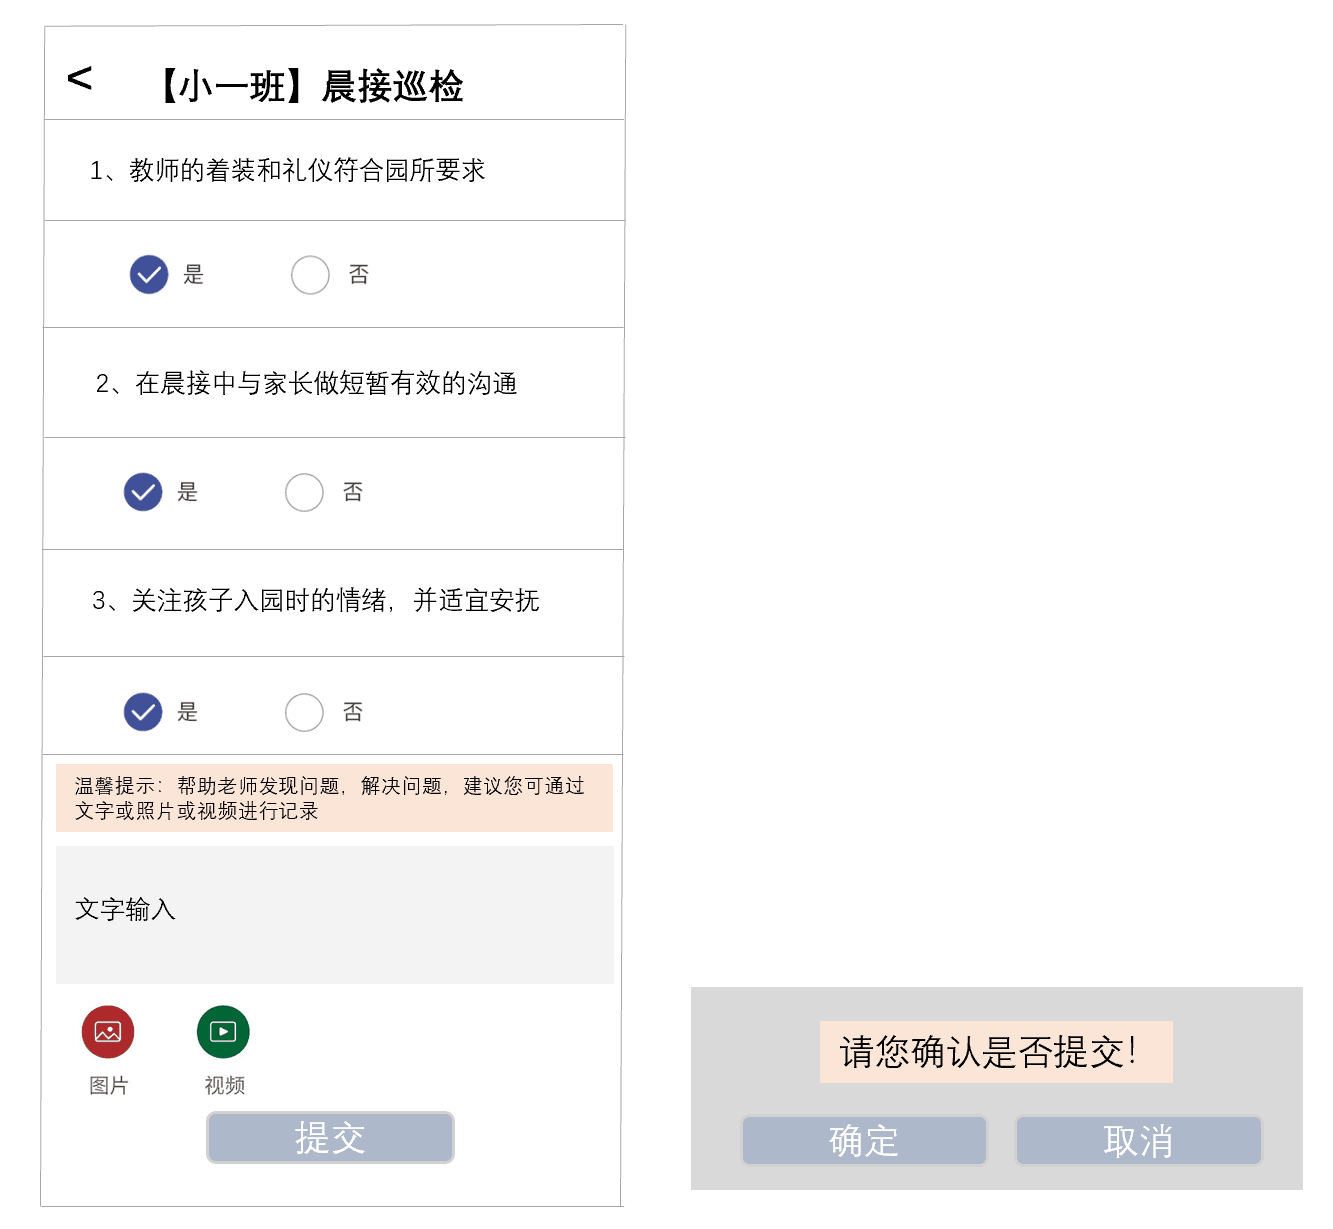 < 【小一班】晨接巡检
1、教师的着装和礼仪符合园所要求
是 否
2、在晨接中与家长做短暂有效的沟通
是 否
3、关注孩子入园时的情绪，并适宜安抚
是 否
温馨提示：帮助老师发现问题，解决问题，建议您可通过
文字或照片或视频进行记录
文字输入
图片 视频
提交
请您确认是否提交！
确定 取消